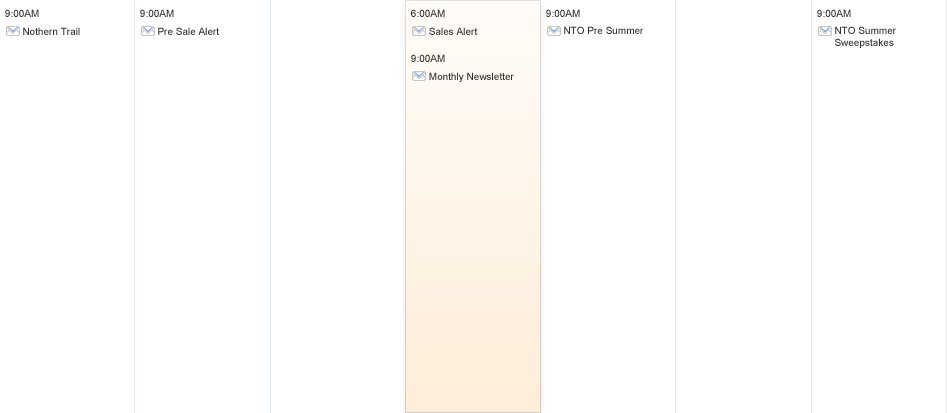 9:00AM
Nothern Trail
9:00AM
Pre Sale Alert
6:00AM
Sales Alert
9:00AM
Monthly Newsletter
9:00AM
NTO Pre Summer
9:00AM
NTO Summer
Sweepstakes